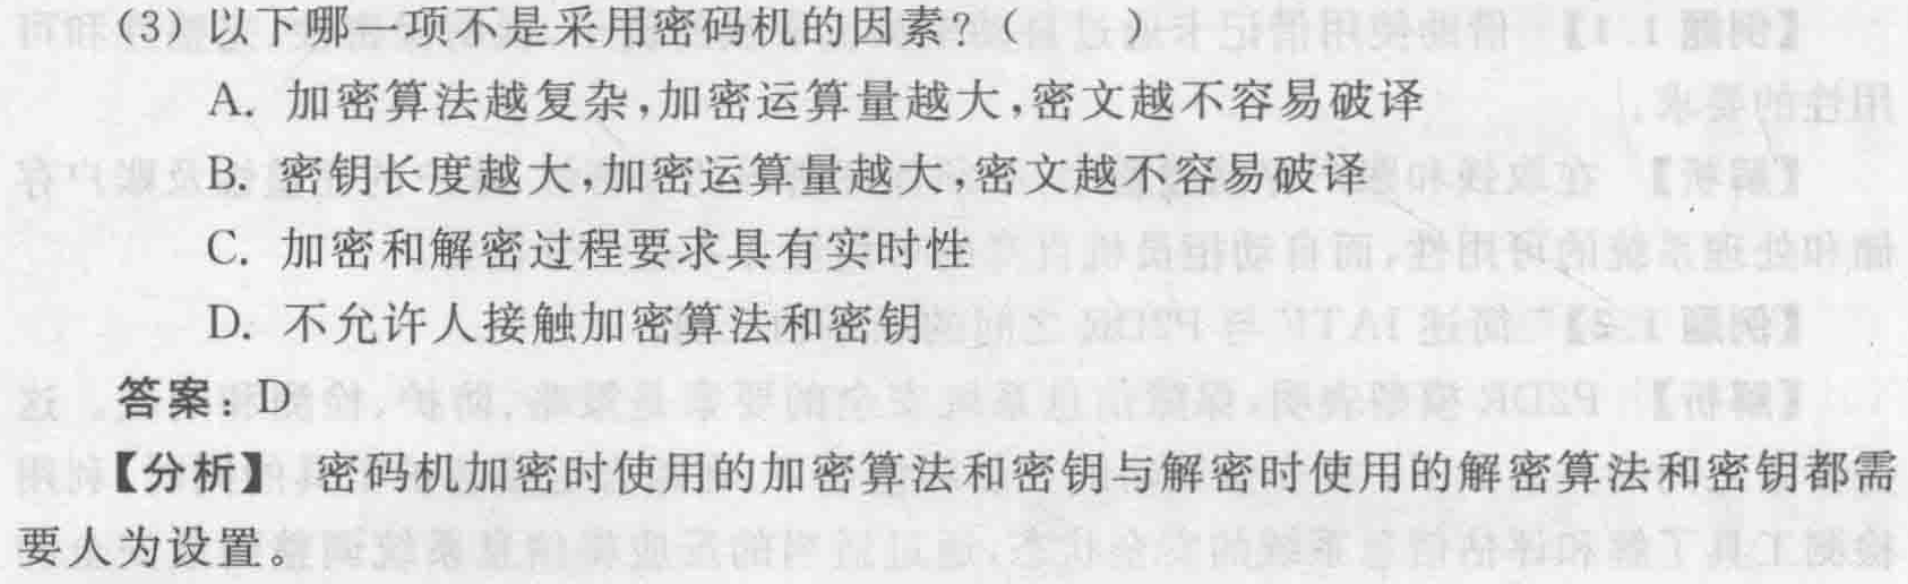 (3) 以下哪一项不是采用密码机的因素?(    )
A. 加密算法越复杂,加密运算量越大,密文越不容易破译
B. 密钥长度越大,加密运算量越大,密文越不容易破译
C. 加密和解密过程要求具有实时性
D. 不允许人接触加密算法和密钥
答案：D
【分析】 密码机加密时使用的加密算法和密钥与解密时使用的解密算法和密钥都需
要人为设置。